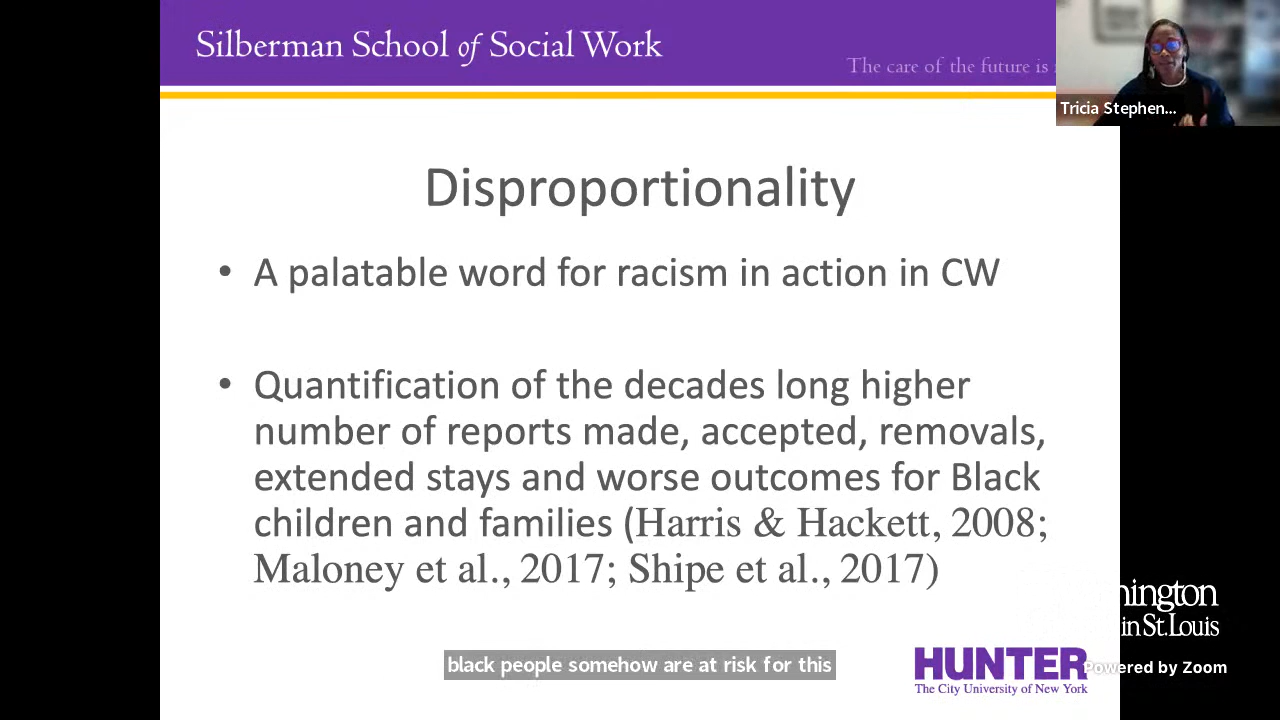 Silberman School of Social Work
The care of the future is
Tricia Stephen...
Disproportionality
• A palatable word for racism in action in CW
• Quantification of the decades long higher
number of reports made, accepted, removals,
extended stays and worse outcomes for Black
children and families (Harris & Hackett, 2008;
Maloney et al., 2017; Shipe et al., 2017)
in St. Louis
black people somehow are at risk for this
HUNTER
The City University of New York
Powered by Zoom